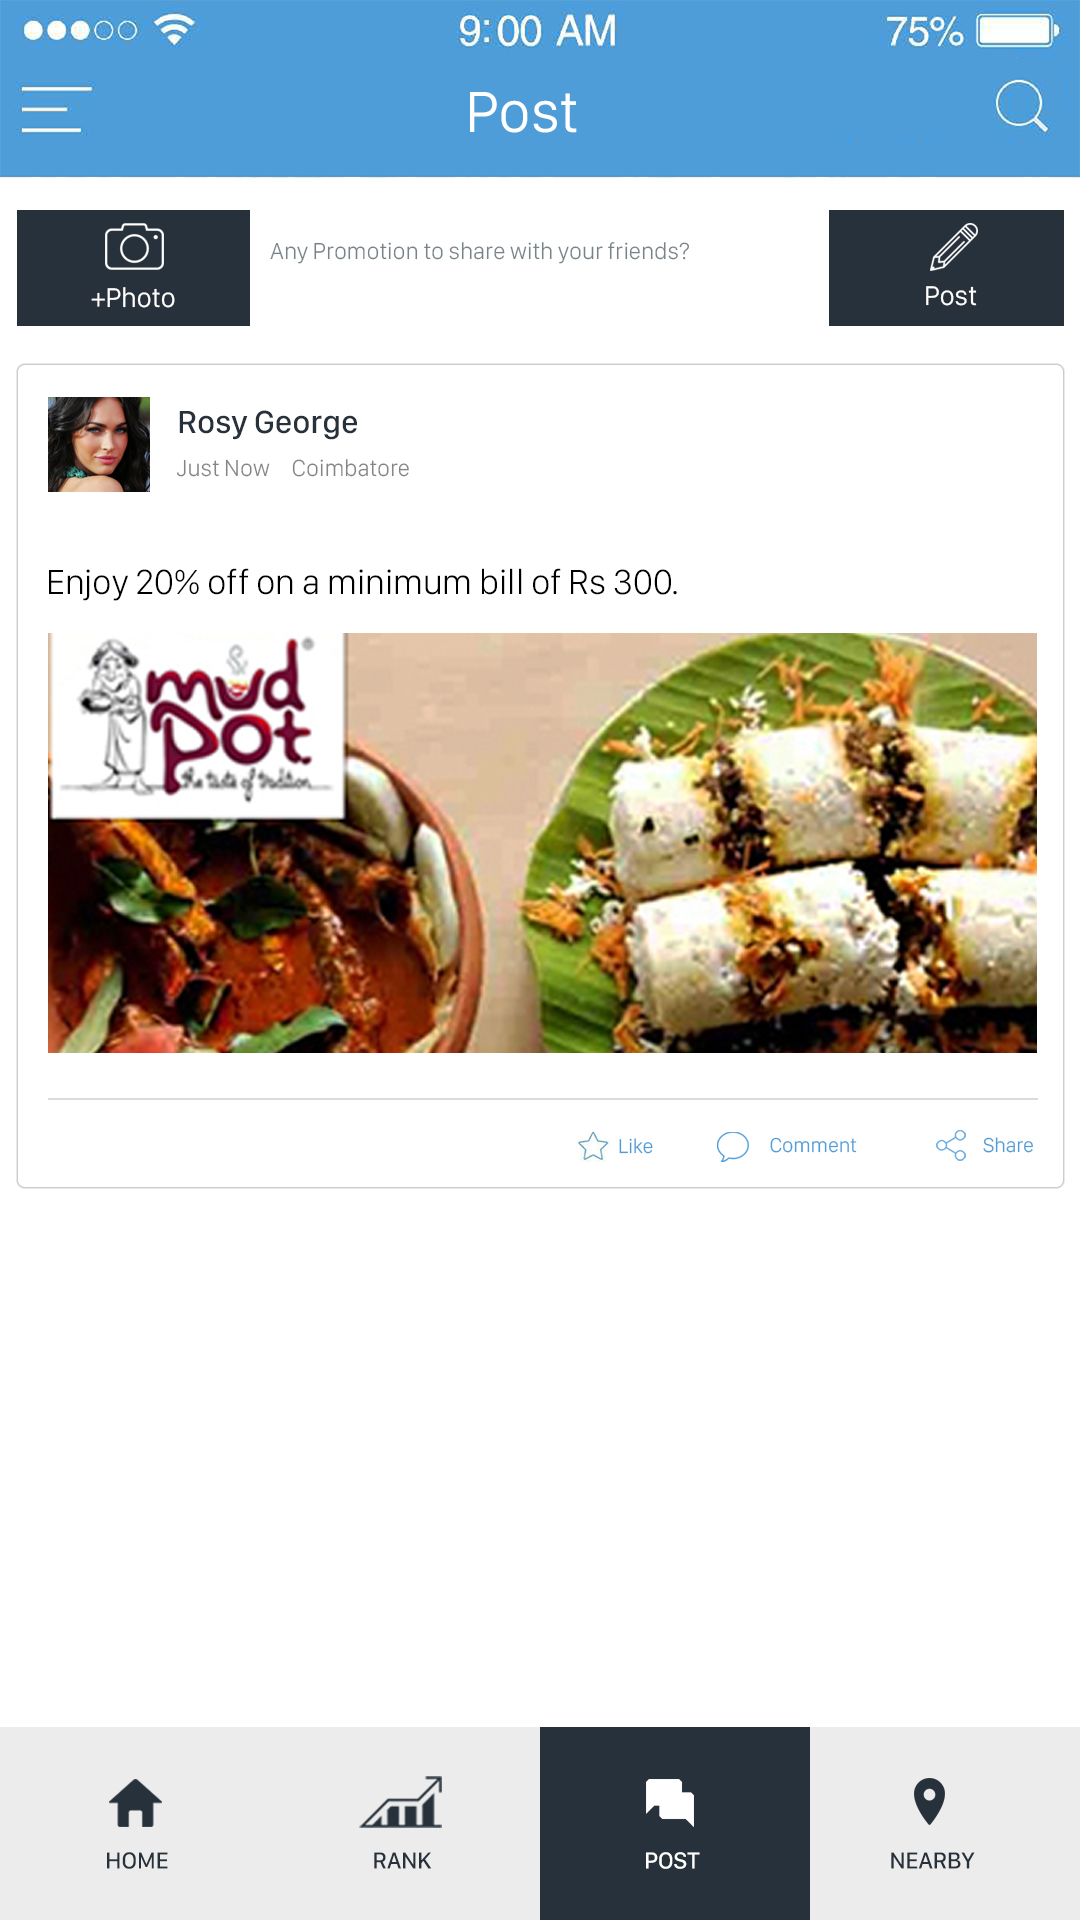 9:00 AM
75%
Post
+Photo
Any Promotion to share with your friends?
Post
Rosy George
Just Now Coimbatore
Enjoy 20% off on a minimum bill of Rs 300.
mud
pot
the taste of tradition
Like
Comment
Share
HOME
RANK
POST
NEARBY